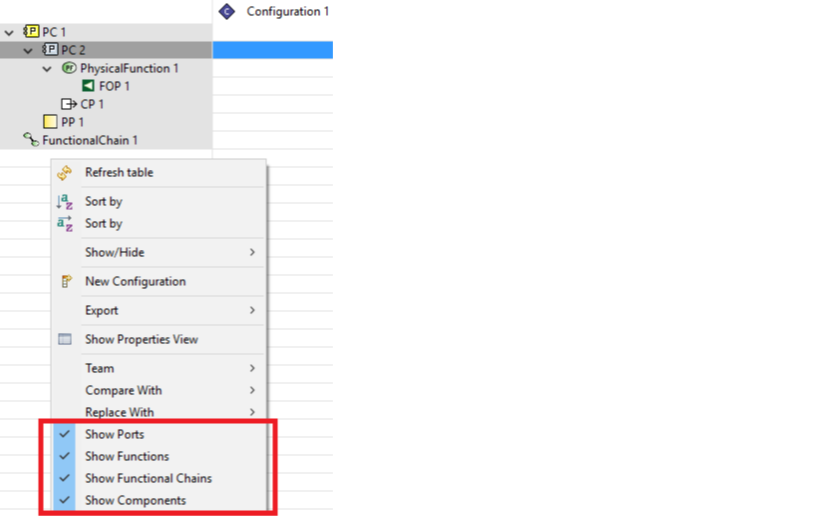 Configuration 1
PC 1
PC 2
PhysicalFunction 1
FOP 1
CP 1
PP 1
FunctionalChain 1
Refresh table
Sort by
Sort by
Show/Hide
New Configuration
Export
Show Properties View
Team
Compare With
Replace With
Show Ports
Show Functions
Show Functional Chains
Show Components